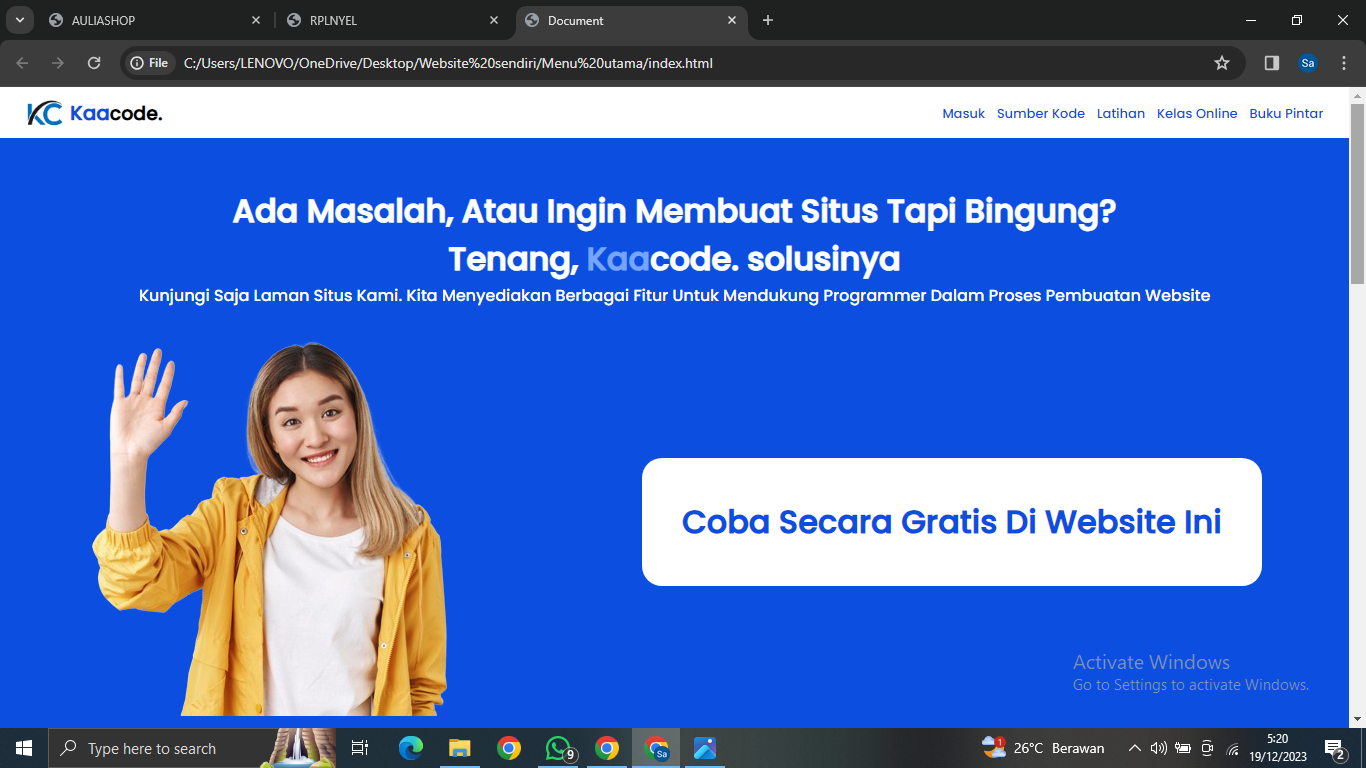 AULIASHOP
RPLNYEL
Document
File
C:/Users/LENOVO/OneDrive/Desktop/Website%20sendiri/Menu%20utama/index.html
Sa
KC Kaacode.
Masuk Sumber Kode Latihan Kelas Online Buku Pintar
Ada Masalah, Atau Ingin Membuat Situs Tapi Bingung?
Tenang, Kaacode. solusinya
Kunjungi Saja Laman Situs Kami. Kita Menyediakan Berbagai Fitur Untuk Mendukung Programmer Dalam Proses Pembuatan Website
Coba Secara Gratis Di Website Ini
Activate Windows
Go to Settings to activate Windows.
Type here to search
9
Sa
1
26°C Berawan
5:20
19/12/2023
2